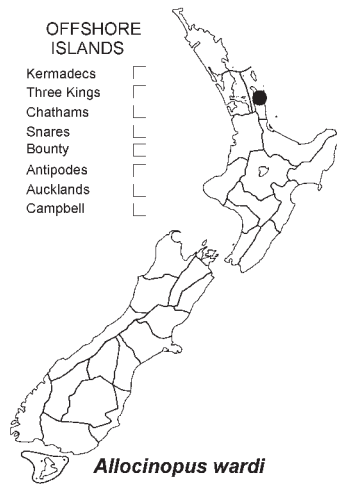 OFFSHORE
ISLANDS
Kermadecs
Three Kings
Chathams
Snares
Bounty
Antipodes
Aucklands
Campbell
Allocinopus wardi